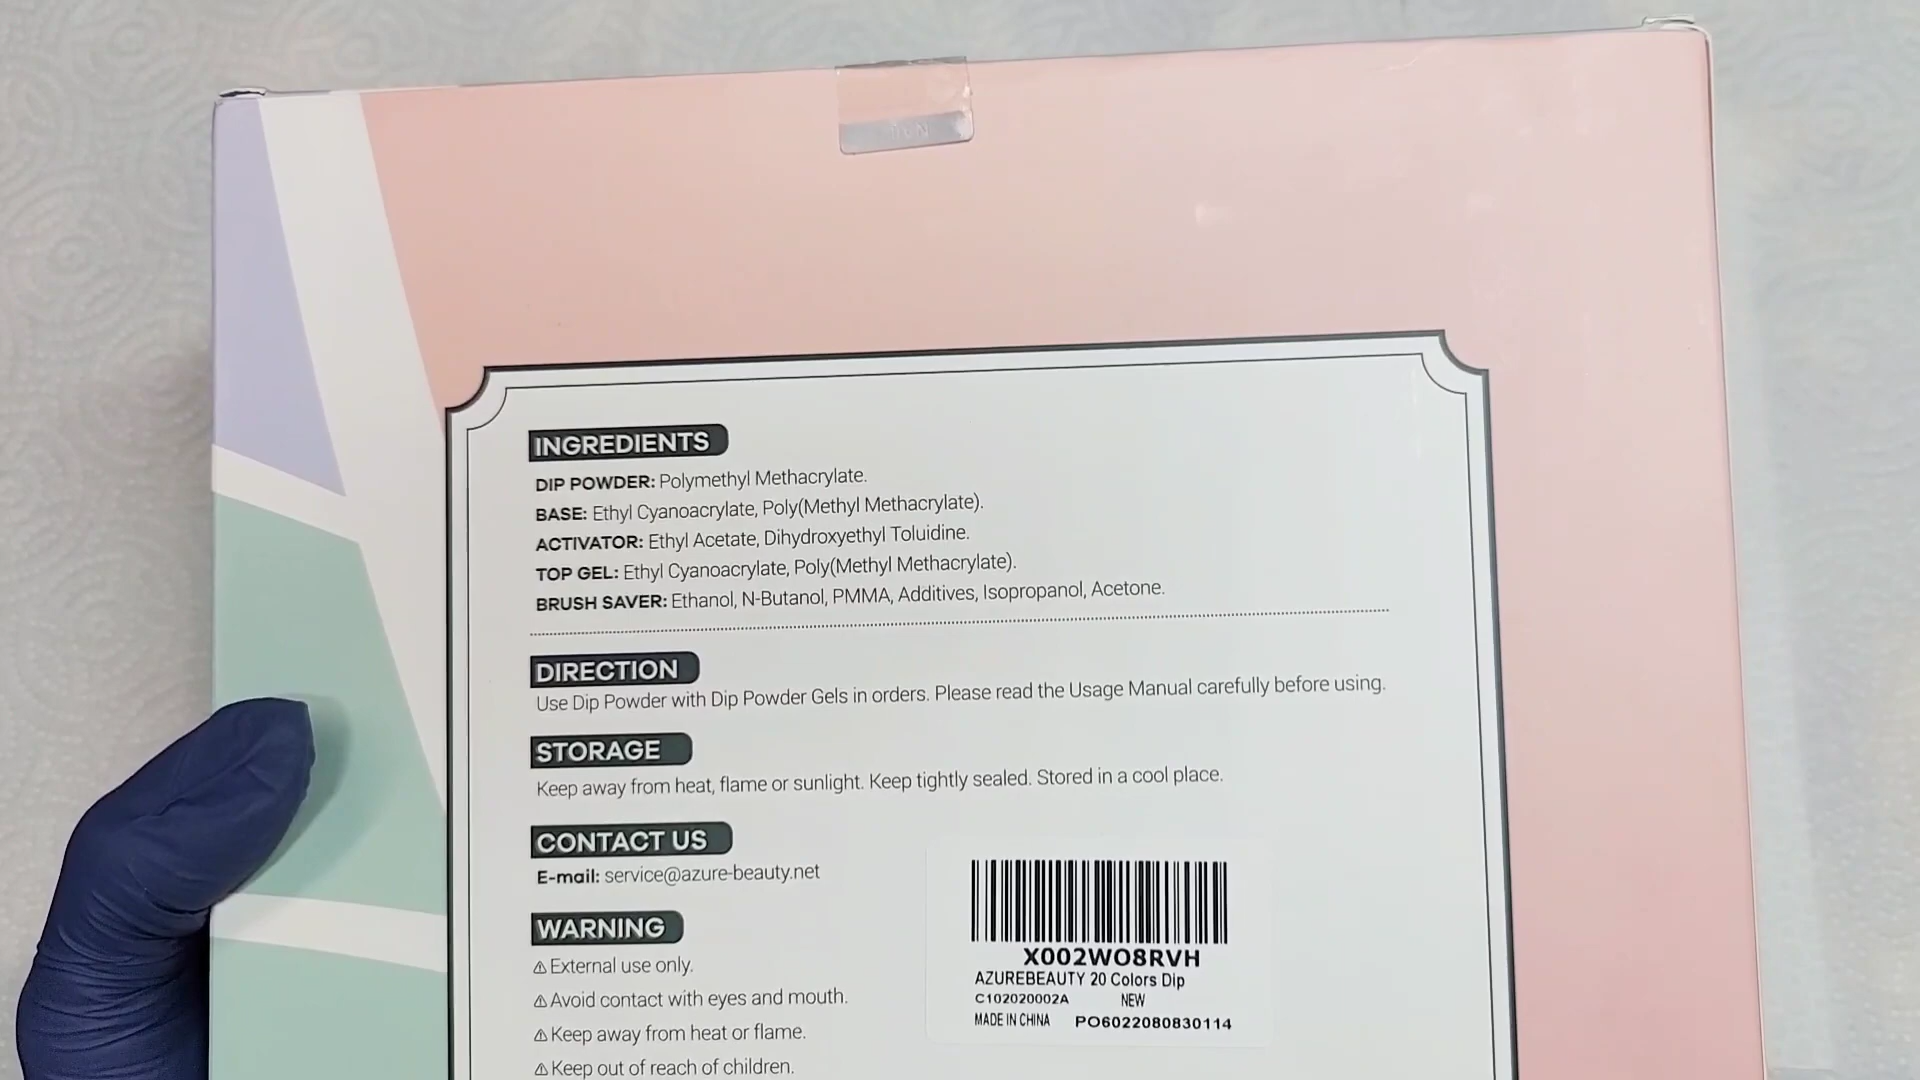 INGREDIENTS
DIP POWDER: Polymethyl Methacrylate.
BASE: Ethyl Cyanoacrylate, Poly(Methyl Methacrylate).
ACTIVATOR: Ethyl Acetate, Dihydroxyethyl Toluidine.
TOP GEL: Ethyl Cyanoacrylate, Poly(Methyl Methacrylate).
BRUSH SAVER: Ethanol, N-Butanol, PMMA, Additives, Isopropanol, Acetone.
DIRECTION
Use Dip Powder with Dip Powder Gels in orders. Please read the Usage Manual carefully before using.
STORAGE
Keep away from heat, flame or sunlight. Keep tightly sealed. Stored in a cool place.
CONTACT US
E-mail: service@azure-beauty.net
WARNING
⚠ External use only.
⚠ Avoid contact with eyes and mouth.
⚠ Keep away from heat or flame.
⚠ Keep out of reach of children.
X002WO8RVH
AZUREBEAUTY 20 Colors Dip
C102020002A NEW
MADE IN CHINA PO6022080830114